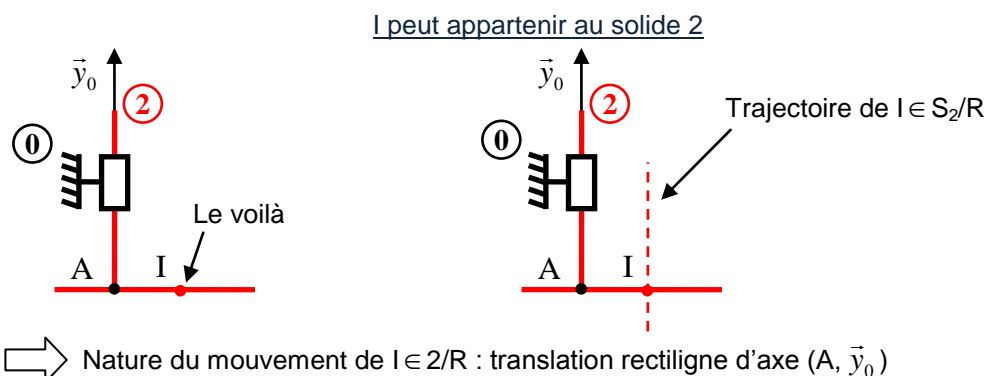 I peut appartenir au solide 2
y⃗₀
2
0
Le voilà
A I
y⃗₀
2
0
Trajectoire de I ∈ S₂/R
A I
Nature du mouvement de I ∈ 2/R : translation rectiligne d'axe (A, y⃗₀)